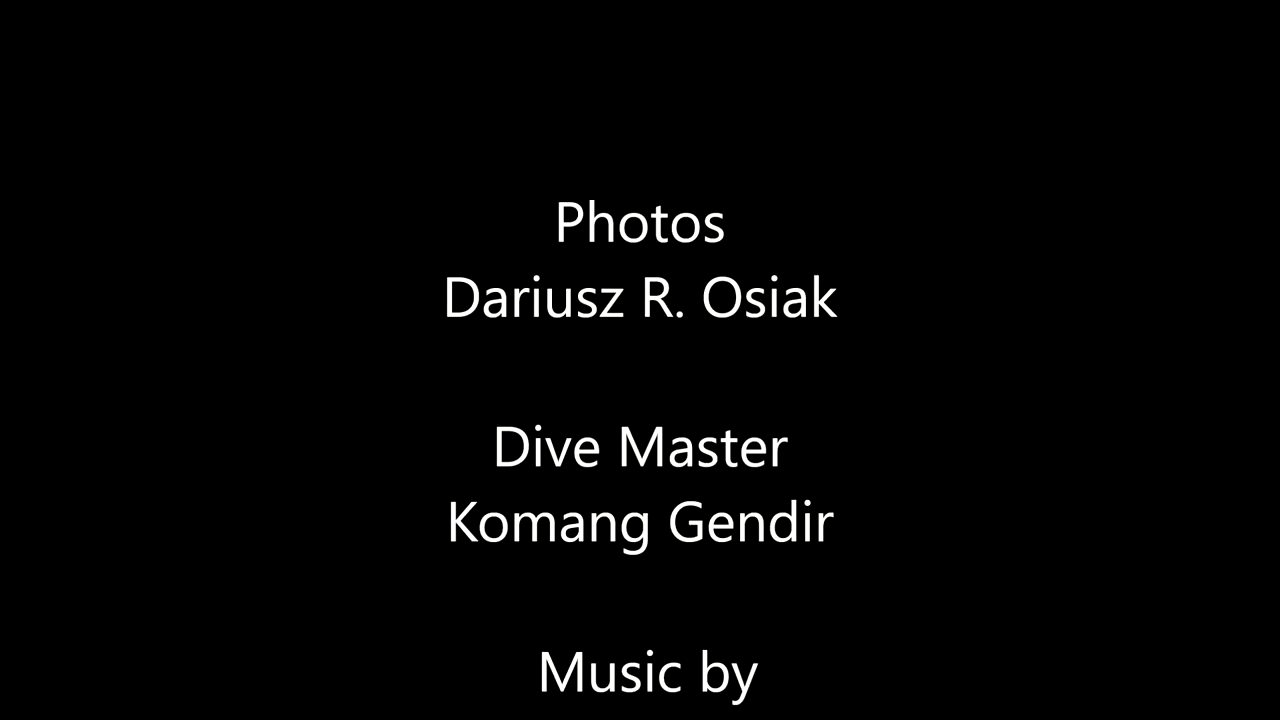 Photos
Dariusz R. Osiak
Dive Master
Komang Gendir
Music by